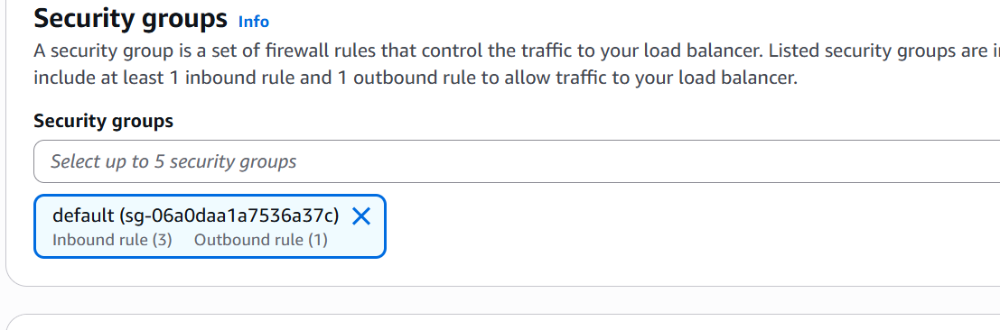 Security groups Info
A security group is a set of firewall rules that control the traffic to your load balancer. Listed security groups are
include at least 1 inbound rule and 1 outbound rule to allow traffic to your load balancer.
Security groups
Select up to 5 security groups
default (sg-06a0daa1a7536a37c)
Inbound rule (3) Outbound rule (1)